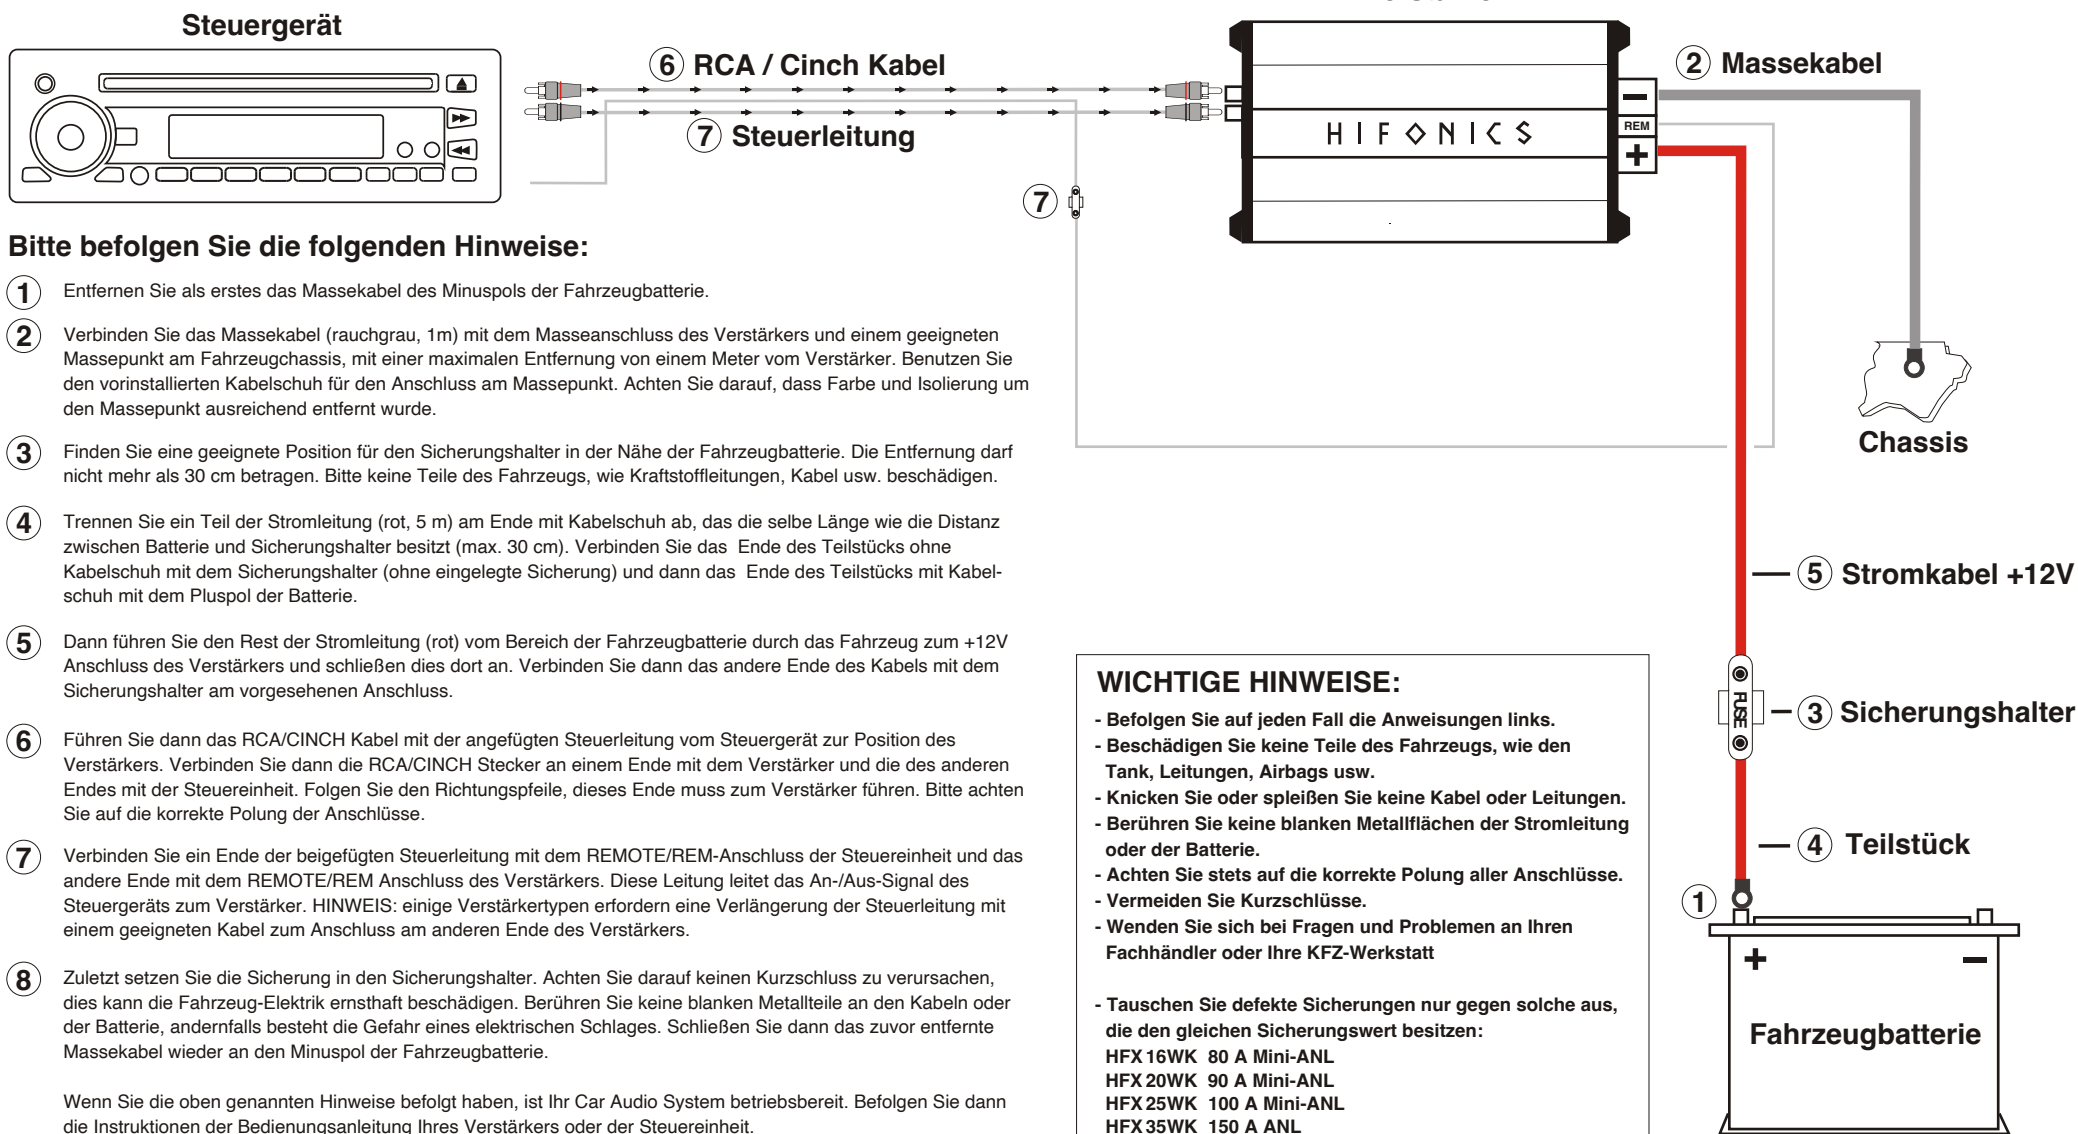 Steuergerät
6 RCA / Cinch Kabel
7 Steuerleitung
7
HIFONICS
REM
2 Massekabel
Chassis
5 Stromkabel +12V
FUSE
3 Sicherungshalter
4 Teilstück
1
Fahrzeugbatterie
Bitte befolgen Sie die folgenden Hinweise:
1 Entfernen Sie als erstes das Massekabel des Minuspols der Fahrzeugbatterie.
2 Verbinden Sie das Massekabel (rauchgrau, 1m) mit dem Masseanschluss des Verstärkers und einem geeigneten
Massepunkt am Fahrzeugchassis, mit einer maximalen Entfernung von einem Meter vom Verstärker. Benutzen Sie
den vorinstallierten Kabelschuh für den Anschluss am Massepunkt. Achten Sie darauf, dass Farbe und Isolierung um
den Massepunkt ausreichend entfernt wurde.
3 Finden Sie eine geeignete Position für den Sicherungshalter in der Nähe der Fahrzeugbatterie. Die Entfernung darf
nicht mehr als 30 cm betragen. Bitte keine Teile des Fahrzeugs, wie Kraftstoffleitungen, Kabel usw. beschädigen.
4 Trennen Sie ein Teil der Stromleitung (rot, 5 m) am Ende mit Kabelschuh ab, das die selbe Länge wie die Distanz
zwischen Batterie und Sicherungshalter besitzt (max. 30 cm). Verbinden Sie das Ende des Teilstücks ohne
Kabelschuh mit dem Sicherungshalter (ohne eingelegte Sicherung) und dann das Ende des Teilstücks mit Kabel-
schuh mit dem Pluspol der Batterie.
5 Dann führen Sie den Rest der Stromleitung (rot) vom Bereich der Fahrzeugbatterie durch das Fahrzeug zum +12V
Anschluss des Verstärkers und schließen dies dort an. Verbinden Sie dann das andere Ende des Kabels mit dem
Sicherungshalter am vorgesehenen Anschluss.
6 Führen Sie dann das RCA/CINCH Kabel mit der angefügten Steuerleitung vom Steuergerät zur Position des
Verstärkers. Verbinden Sie dann die RCA/CINCH Stecker an einem Ende mit dem Verstärker und die des anderen
Endes mit der Steuereinheit. Folgen Sie den Richtungspfeile, dieses Ende muss zum Verstärker führen. Bitte achten
Sie auf die korrekte Polung der Anschlüsse.
7 Verbinden Sie ein Ende der beigefügten Steuerleitung mit dem REMOTE/REM-Anschluss der Steuereinheit und das
andere Ende mit dem REMOTE/REM Anschluss des Verstärkers. Diese Leitung leitet das An-/Aus-Signal des
Steuergeräts zum Verstärker. HINWEIS: einige Verstärkertypen erfordern eine Verlängerung der Steuerleitung mit
einem geeigneten Kabel zum Anschluss am anderen Ende des Verstärkers.
8 Zuletzt setzen Sie die Sicherung in den Sicherungshalter. Achten Sie darauf keinen Kurzschluss zu verursachen,
dies kann die Fahrzeug-Elektrik ernsthaft beschädigen. Berühren Sie keine blanken Metallteile an den Kabeln oder
der Batterie, andernfalls besteht die Gefahr eines elektrischen Schlages. Schließen Sie dann das zuvor entfernte
Massekabel wieder an den Minuspol der Fahrzeugbatterie.
Wenn Sie die oben genannten Hinweise befolgt haben, ist Ihr Car Audio System betriebsbereit. Befolgen Sie dann
die Instruktionen der Bedienungsanleitung Ihres Verstärkers oder der Steuereinheit.
WICHTIGE HINWEISE:
- Befolgen Sie auf jeden Fall die Anweisungen links.
- Beschädigen Sie keine Teile des Fahrzeugs, wie den
Tank, Leitungen, Airbags usw.
- Knicken Sie oder spleißen Sie keine Kabel oder Leitungen.
- Berühren Sie keine blanken Metallflächen der Stromleitung
oder der Batterie.
- Achten Sie stets auf die korrekte Polung aller Anschlüsse.
- Vermeiden Sie Kurzschlüsse.
- Wenden Sie sich bei Fragen und Problemen an Ihren
Fachhändler oder Ihre KFZ-Werkstatt
- Tauschen Sie defekte Sicherungen nur gegen solche aus,
die den gleichen Sicherungswert besitzen:
HFX 16WK 80 A Mini-ANL
HFX 20WK 90 A Mini-ANL
HFX 25WK 100 A Mini-ANL
HFX 35WK 150 A ANL